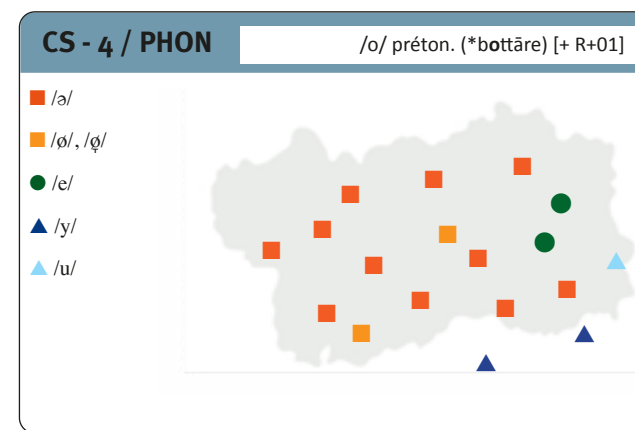 CS - 4 / PHON
/o/ préton. (*bottāre) [+ R+01]
/ə/
/ø/, /ø̜/
/e/
/y/
/u/